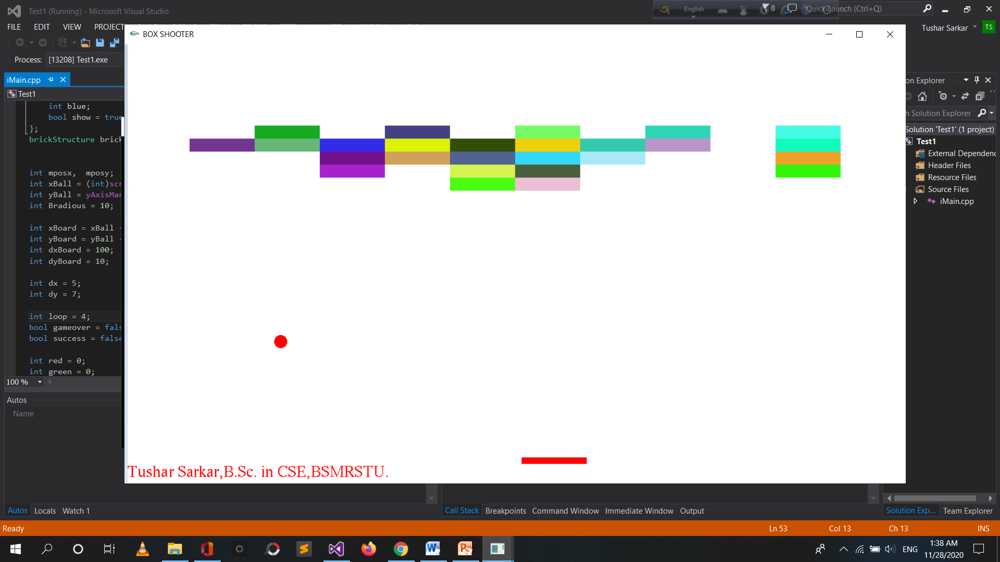 Test1 (Running) - Microsoft Visual Studio
English
8
Quick Launch (Ctrl+Q)
FILE EDIT VIEW PROJECT
Tushar Sarkar TS
BOX SHOOTER
Process: [13208] Test1.exe
iMain.cpp
Test1
int blue;
bool show = true
};
brickStructure brick
int mposx, mposy;
int xBall = (int)scr
int yBall = yAxisMar
int Bradious = 10;
int xBoard = xBall -
int yBoard = yBall -
int dxBoard = 100;
int dyBoard = 10;
int dx = 5;
int dy = 7;
int loop = 4;
bool gameover = fals
bool success = false
int red = 0;
int green = 0;
100 %
Autos
Name
on Explorer
h Solution Explorer
Solution 'Test1' (1 project)
Test1
External Dependenc
Header Files
Resource Files
Source Files
iMain.cpp
Tushar Sarkar,B.Sc. in CSE,BSMRSTU.
Autos Locals Watch 1
Call Stack Breakpoints Command Window Immediate Window Output
Solution Exp... Team Explorer
Ready
Ln 53 Col 13 Ch 13 INS
ENG
1:38 AM
11/28/2020